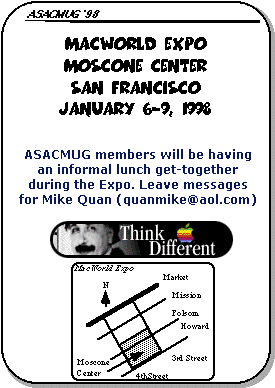 ASACMUG '98
MACWORLD EXPO
MOSCONE CENTER
SAN FRANCISCO
JANUARY 6-9, 1998
ASACMUG members will be having
an informal lunch get-together
during the Expo. Leave messages
for Mike Quan (quanmike@aol.com)
Think
Different
MacWorld Expo
N
Market
Mission
Folsom
Howard
Moscone
Center
3rd Street
4th Street